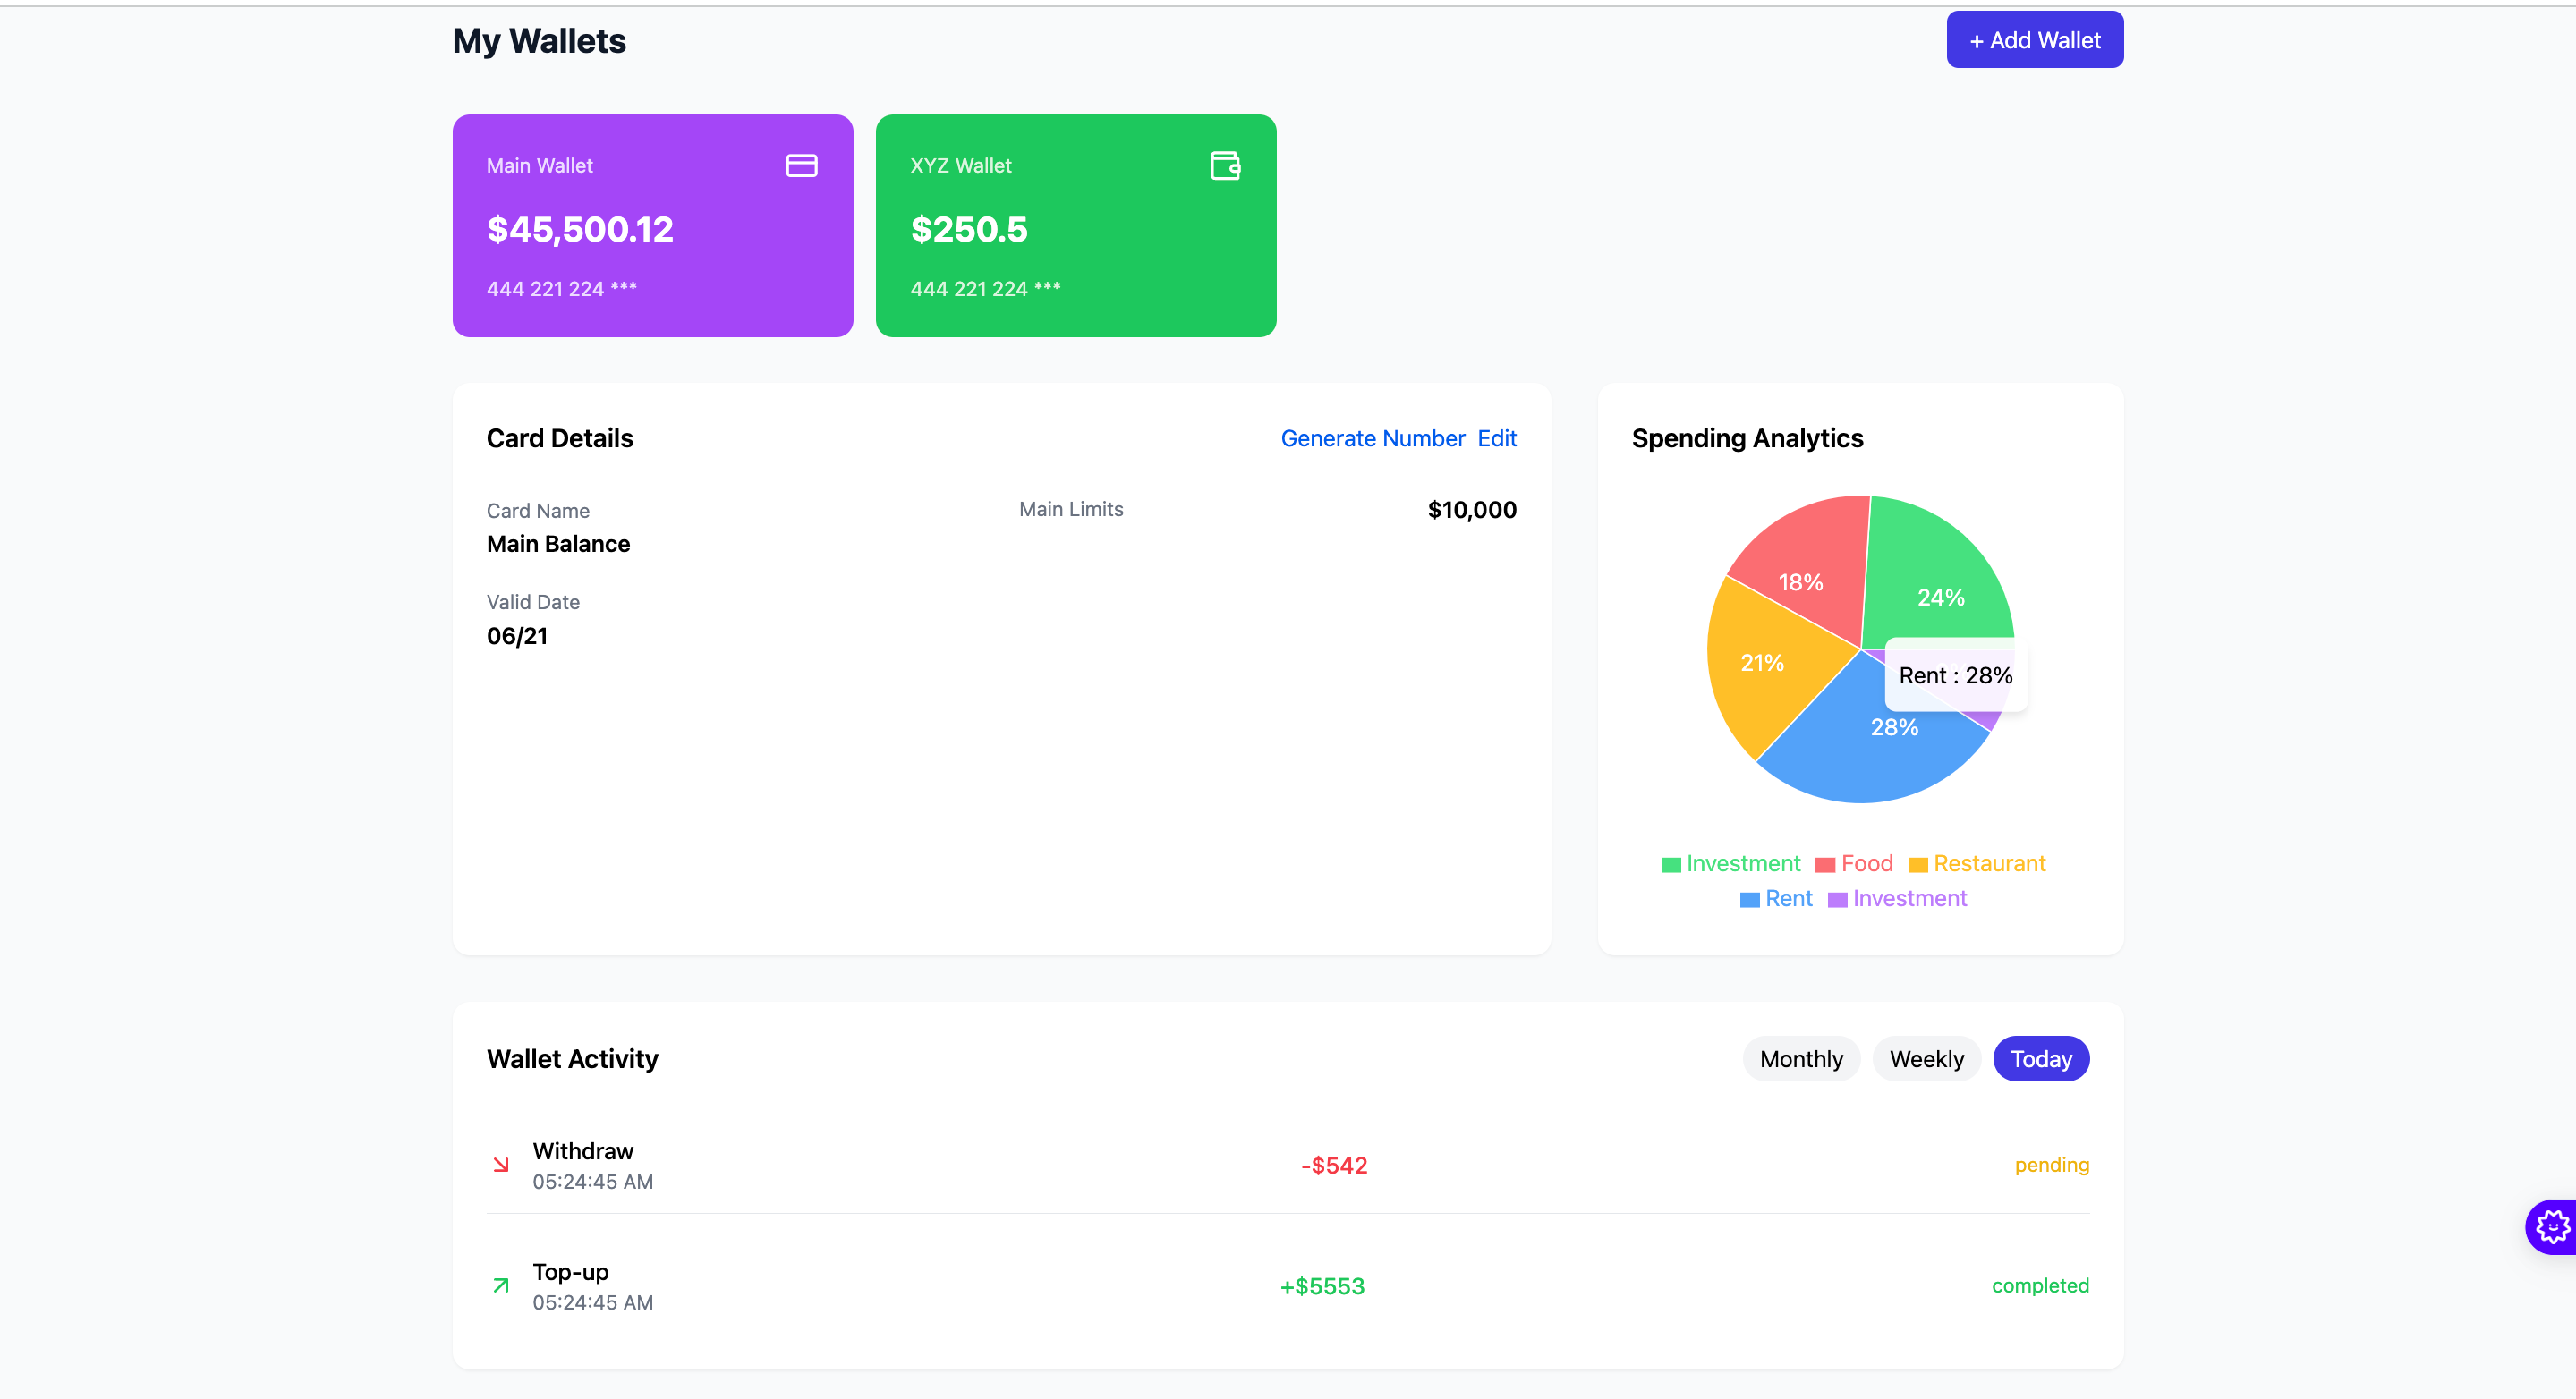 My Wallets
+ Add Wallet
Main Wallet
$45,500.12
444 221 224 ***
XYZ Wallet
$250.5
444 221 224 ***
Card Details
Generate Number Edit
Card Name
Main Balance
Valid Date
06/21
Main Limits
$10,000
Spending Analytics
18%
24%
21%
Rent : 28%
28%
Investment Food Restaurant
Rent Investment
Wallet Activity
Monthly Weekly Today
Withdraw
05:24:45 AM
-$542
pending
Top-up
05:24:45 AM
+$5553
completed